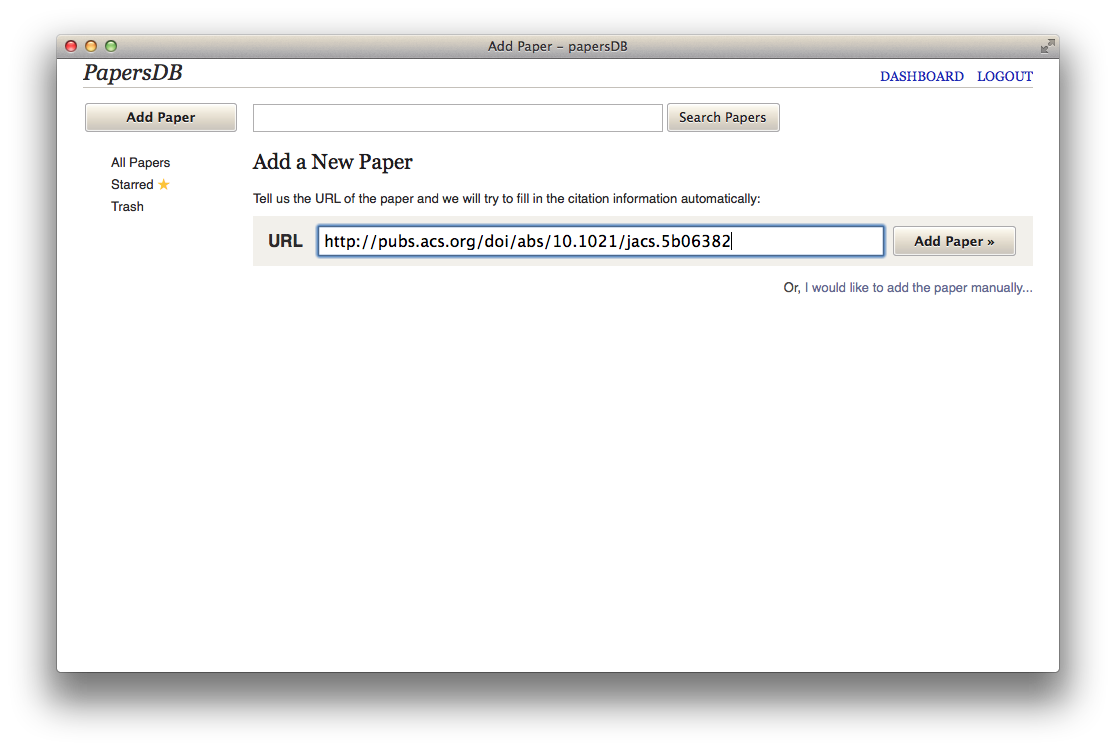 Add Paper – papersDB
PapersDB
DASHBOARD LOGOUT
Add Paper
Search Papers
All Papers
Starred
Trash
Add a New Paper
Tell us the URL of the paper and we will try to fill in the citation information automatically:
URL http://pubs.acs.org/doi/abs/10.1021/jacs.5b06382 Add Paper »
Or, I would like to add the paper manually...